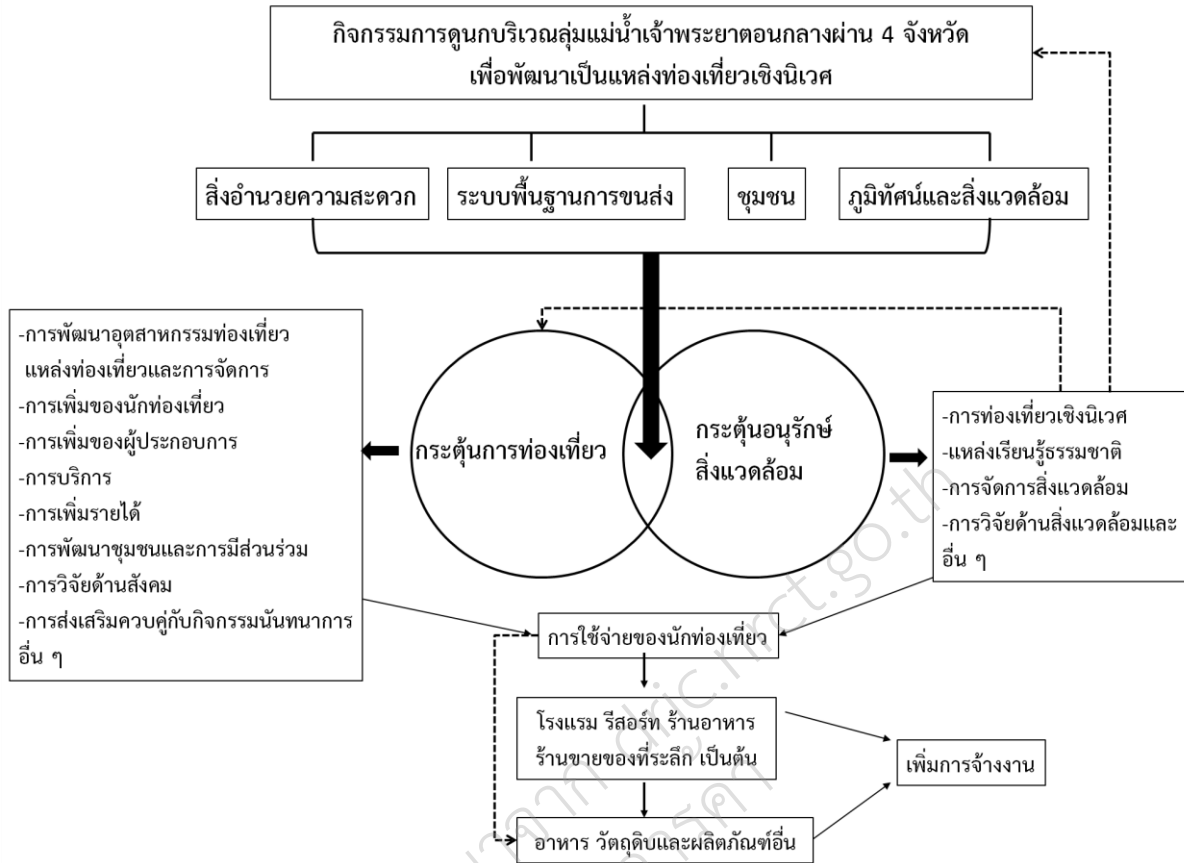 กิจกรรมการดูนกบริเวณลุ่มแม่น้ำเจ้าพระยาตอนกลางผ่าน 4 จังหวัด
เพื่อพัฒนาเป็นแหล่งท่องเที่ยวเชิงนิเวศ
สิ่งอำนวยความสะดวก
ระบบพื้นฐานการขนส่ง
ชุมชน
ภูมิทัศน์และสิ่งแวดล้อม
-การพัฒนาอุตสาหกรรมท่องเที่ยว
แหล่งท่องเที่ยวและการจัดการ
-การเพิ่มของนักท่องเที่ยว
-การเพิ่มของผู้ประกอบการ
-การบริการ
-การเพิ่มรายได้
-การพัฒนาชุมชนและการมีส่วนร่วม
-การวิจัยด้านสังคม
-การส่งเสริมควบคู่กับกิจกรรมนันทนาการ
อื่น ๆ
กระตุ้นการท่องเที่ยว
กระตุ้นอนุรักษ์
สิ่งแวดล้อม
-การท่องเที่ยวเชิงนิเวศ
-แหล่งเรียนรู้ธรรมชาติ
-การจัดการสิ่งแวดล้อม
-การวิจัยด้านสิ่งแวดล้อมและ
อื่น ๆ
การใช้จ่ายของนักท่องเที่ยว
โรงแรม รีสอร์ท ร้านอาหาร
ร้านขายของที่ระลึก เป็นต้น
เพิ่มการจ้างงาน
อาหาร วัตถุดิบและผลิตภัณฑ์อื่น